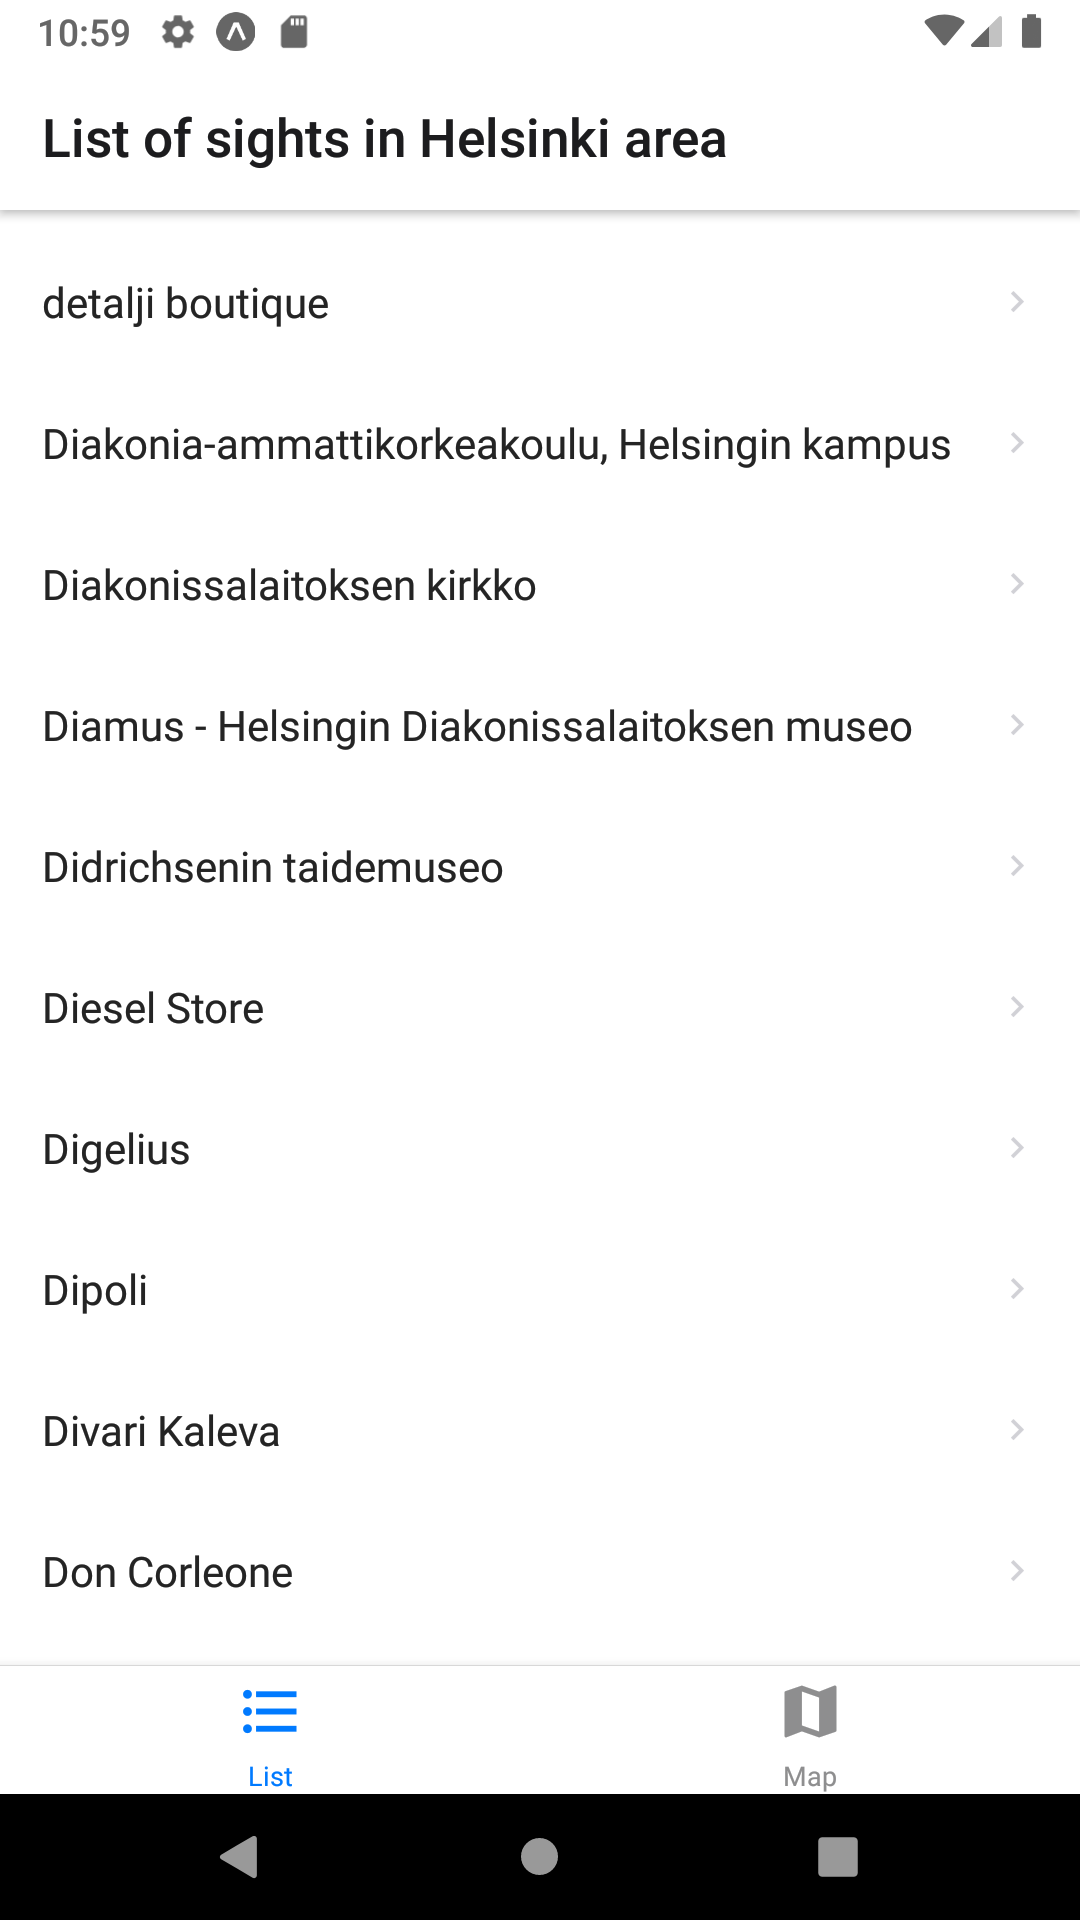 10:59
List of sights in Helsinki area
detalji boutique
Diakonia-ammattikorkeakoulu, Helsingin kampus
Diakonissalaitoksen kirkko
Diamus - Helsingin Diakonissalaitoksen museo
Didrichsenin taidemuseo
Diesel Store
Digelius
Dipoli
Divari Kaleva
Don Corleone
List
Map